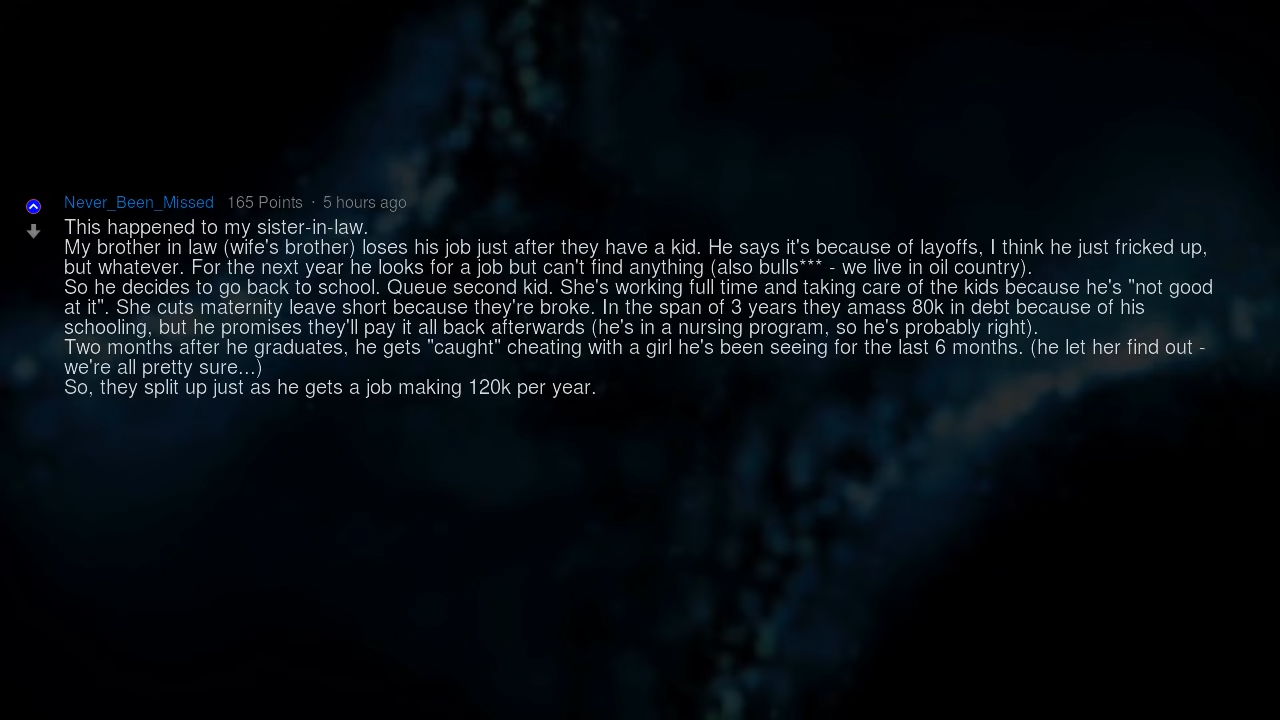 Never_Been_Missed 165 Points · 5 hours ago
This happened to my sister-in-law.
My brother in law (wife's brother) loses his job just after they have a kid. He says it's because of layoffs, I think he just fricked up,
but whatever. For the next year he looks for a job but can't find anything (also bulls*** - we live in oil country).
So he decides to go back to school. Queue second kid. She's working full time and taking care of the kids because he's "not good
at it". She cuts maternity leave short because they're broke. In the span of 3 years they amass 80k in debt because of his
schooling, but he promises they'll pay it all back afterwards (he's in a nursing program, so he's probably right).
Two months after he graduates, he gets "caught" cheating with a girl he's been seeing for the last 6 months. (he let her find out -
we're all pretty sure...)
So, they split up just as he gets a job making 120k per year.